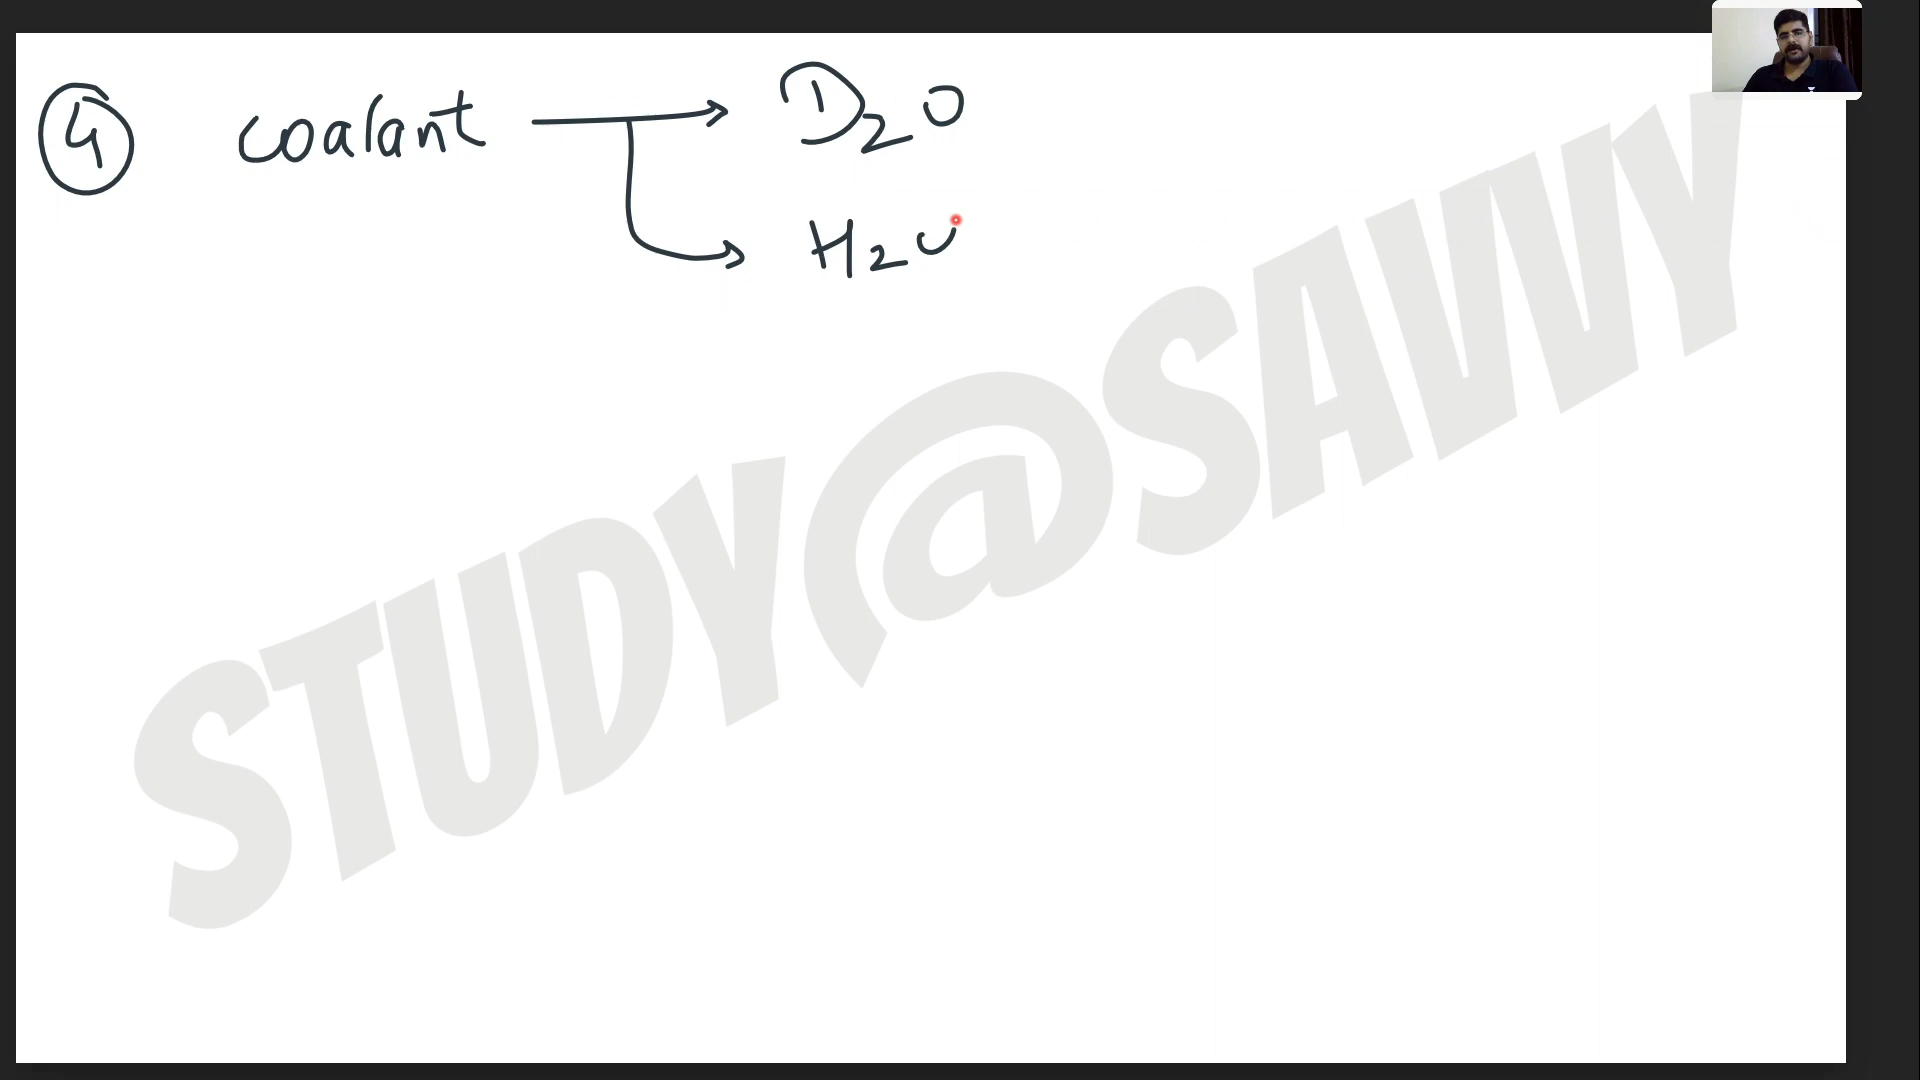 ④ coalant → D₂O
→ H₂O
STUDY@SAVVY